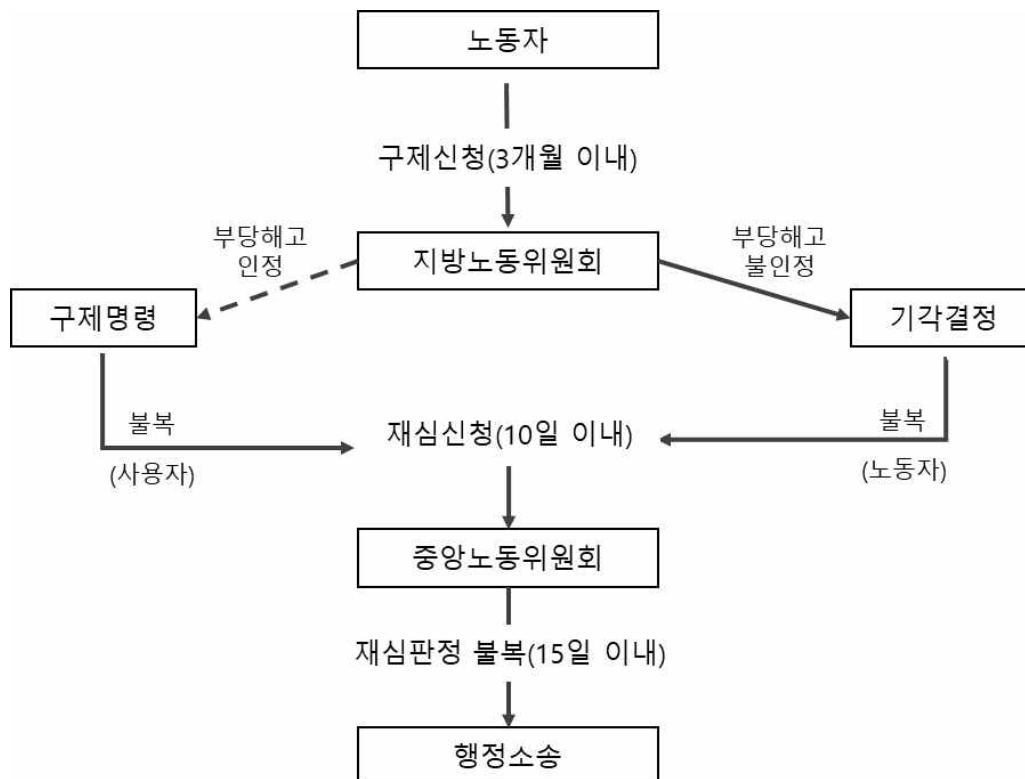 노동자
구제신청(3개월 이내)
부당해고
인정
지방노동위원회
부당해고
불인정
구제명령
기각결정
불복
(사용자)
재심신청(10일 이내)
불복
(노동자)
중앙노동위원회
재심판정 불복(15일 이내)
행정소송